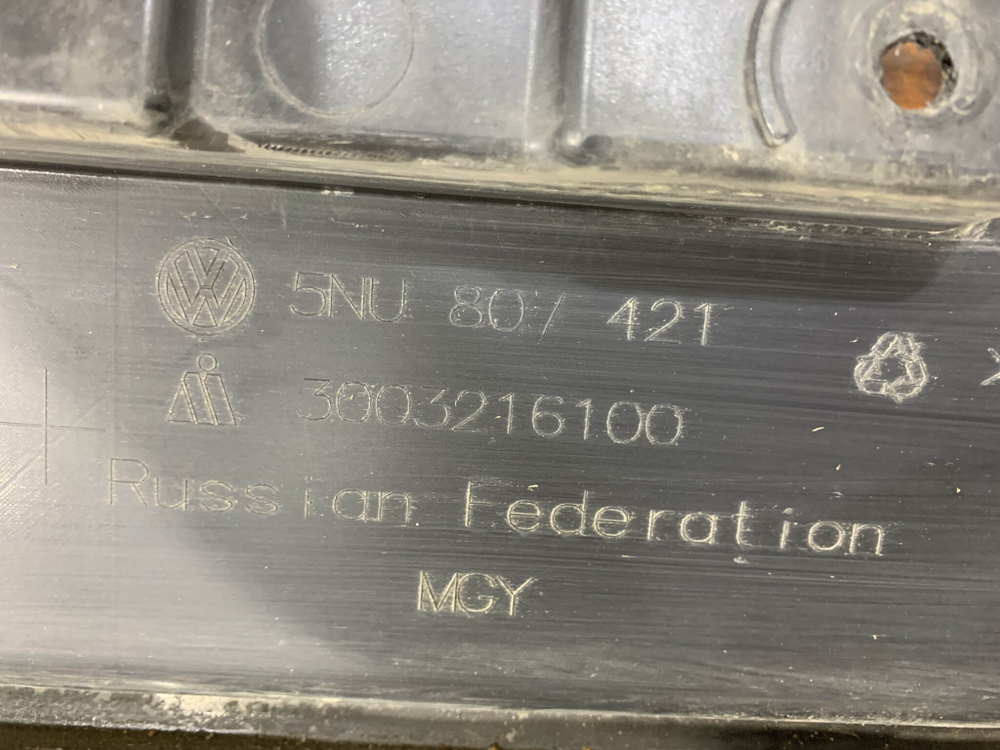 5NU 807 421
3003216100
Russian Federation
MGY